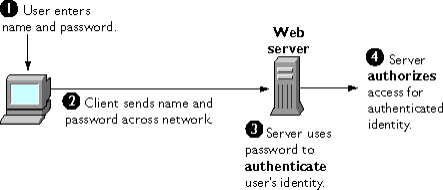 1 User enters
name and password.
Web
server
2 Client sends name and
password across network.
3 Server uses
password to
authenticate
user's identity.
4 Server
authorizes
access for
authenticated
identity.